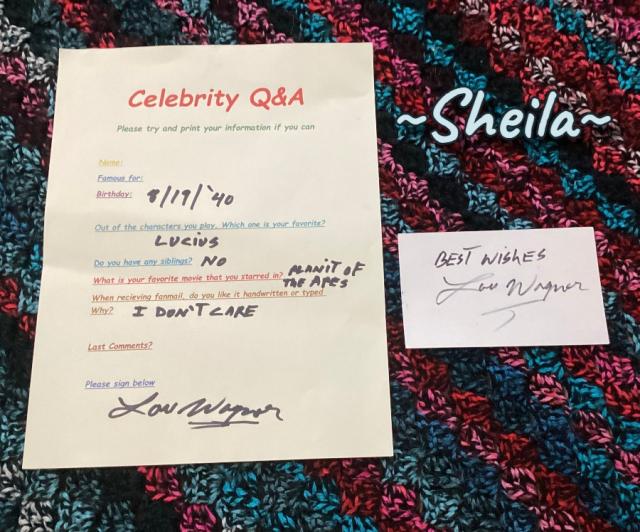 Celebrity Q&A
Please try and print your information if you can
Name:
Famous for:
Birthday: 8/19/'40
Out of the characters you play. Which one is your favorite?
Lucius
Do you have any siblings? NO
What is your favorite movie that you starred in? PLANIT OF
THE APES
When recieving fanmail, do you like it handwritten or typed
Why? I DON'T CARE
Last Comments?
Please sign below
Lou Wagner
~Sheila~
BEST WISHES
Lou Wagner